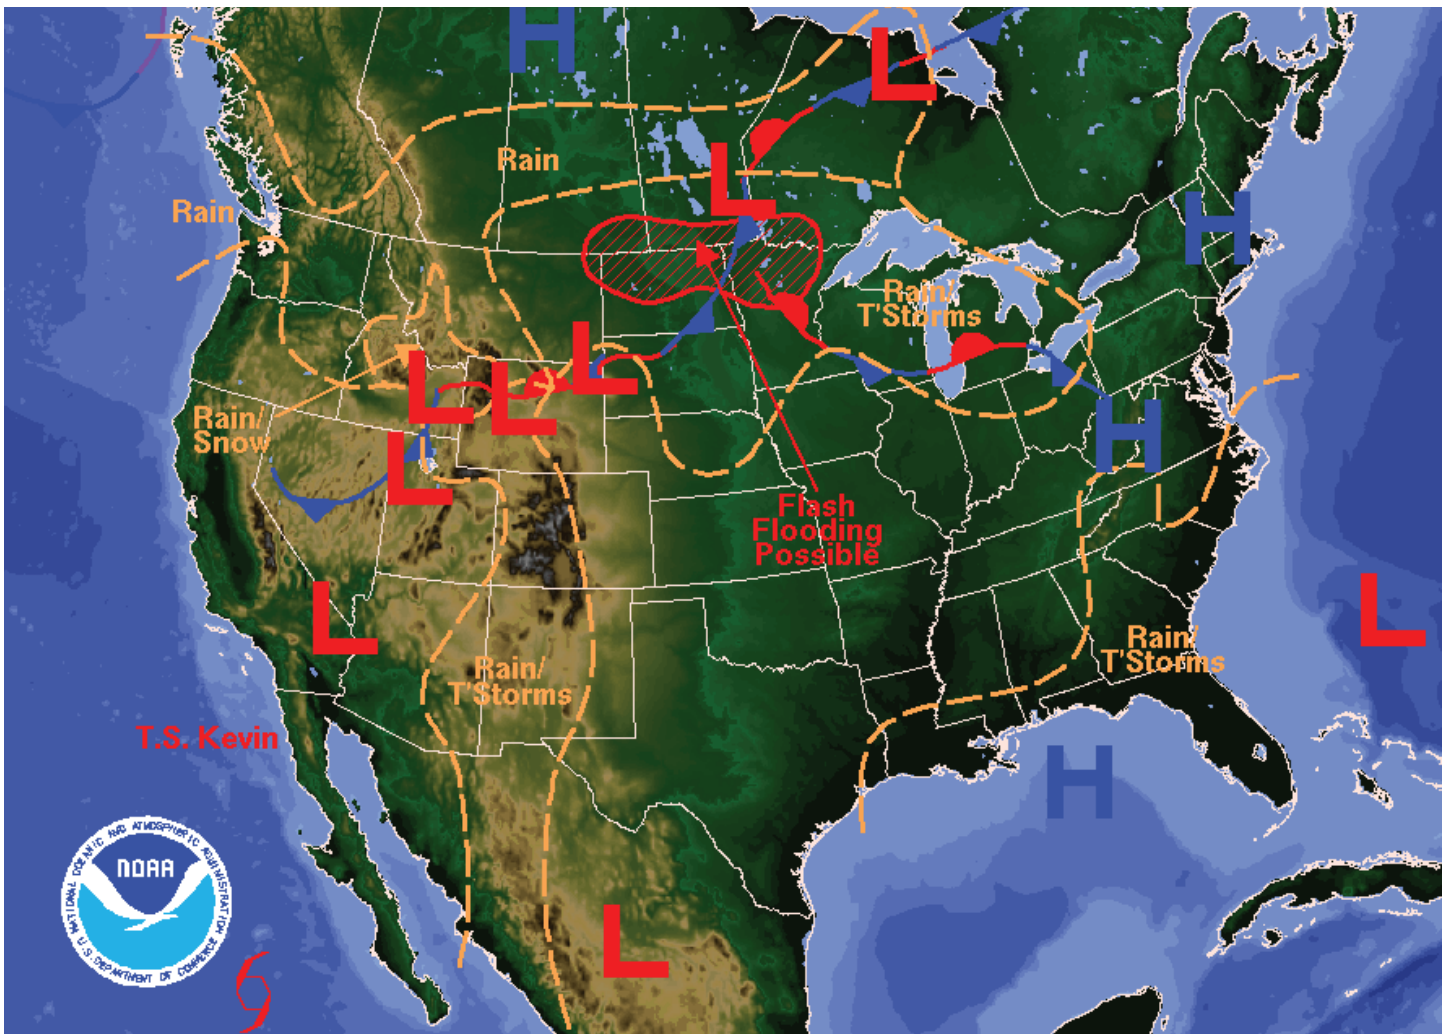 H
L
Rain
L
Rain
H
Rain/
T'Storms
L
L
L
Rain/
Snow
H
L
Flash
Flooding
Possible
L
L
Rain/
T'Storms
Rain/
T'Storms
T.S. Kevin
H
NATIONAL OCEANIC AND ATMOSPHERIC ADMINISTRATION
NOAA
U.S. DEPARTMENT OF COMMERCE
L